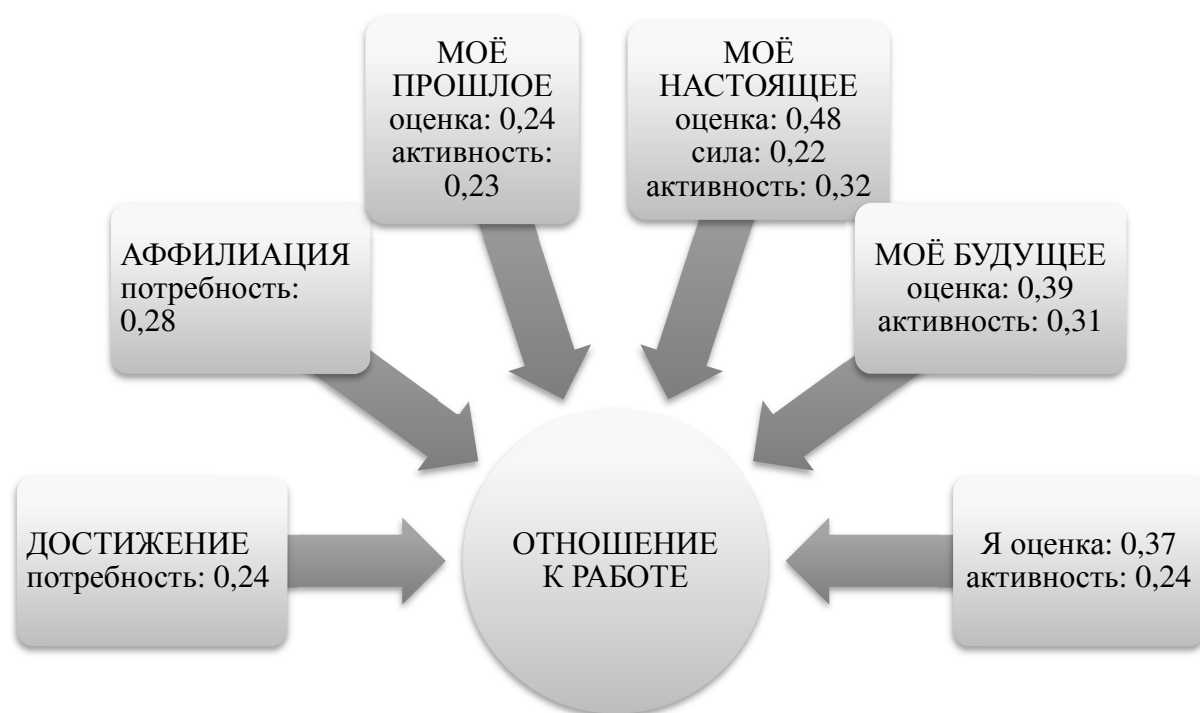 МОЁ
ПРОШЛОЕ
оценка: 0,24
активность:
0,23
МОЁ
НАСТОЯЩЕЕ
оценка: 0,48
сила: 0,22
активность: 0,32
АФФИЛИАЦИЯ
потребность:
0,28
МОЁ БУДУЩЕЕ
оценка: 0,39
активность: 0,31
ДОСТИЖЕНИЕ
потребность: 0,24
ОТНОШЕНИЕ
К РАБОТЕ
Я оценка: 0,37
активность: 0,24